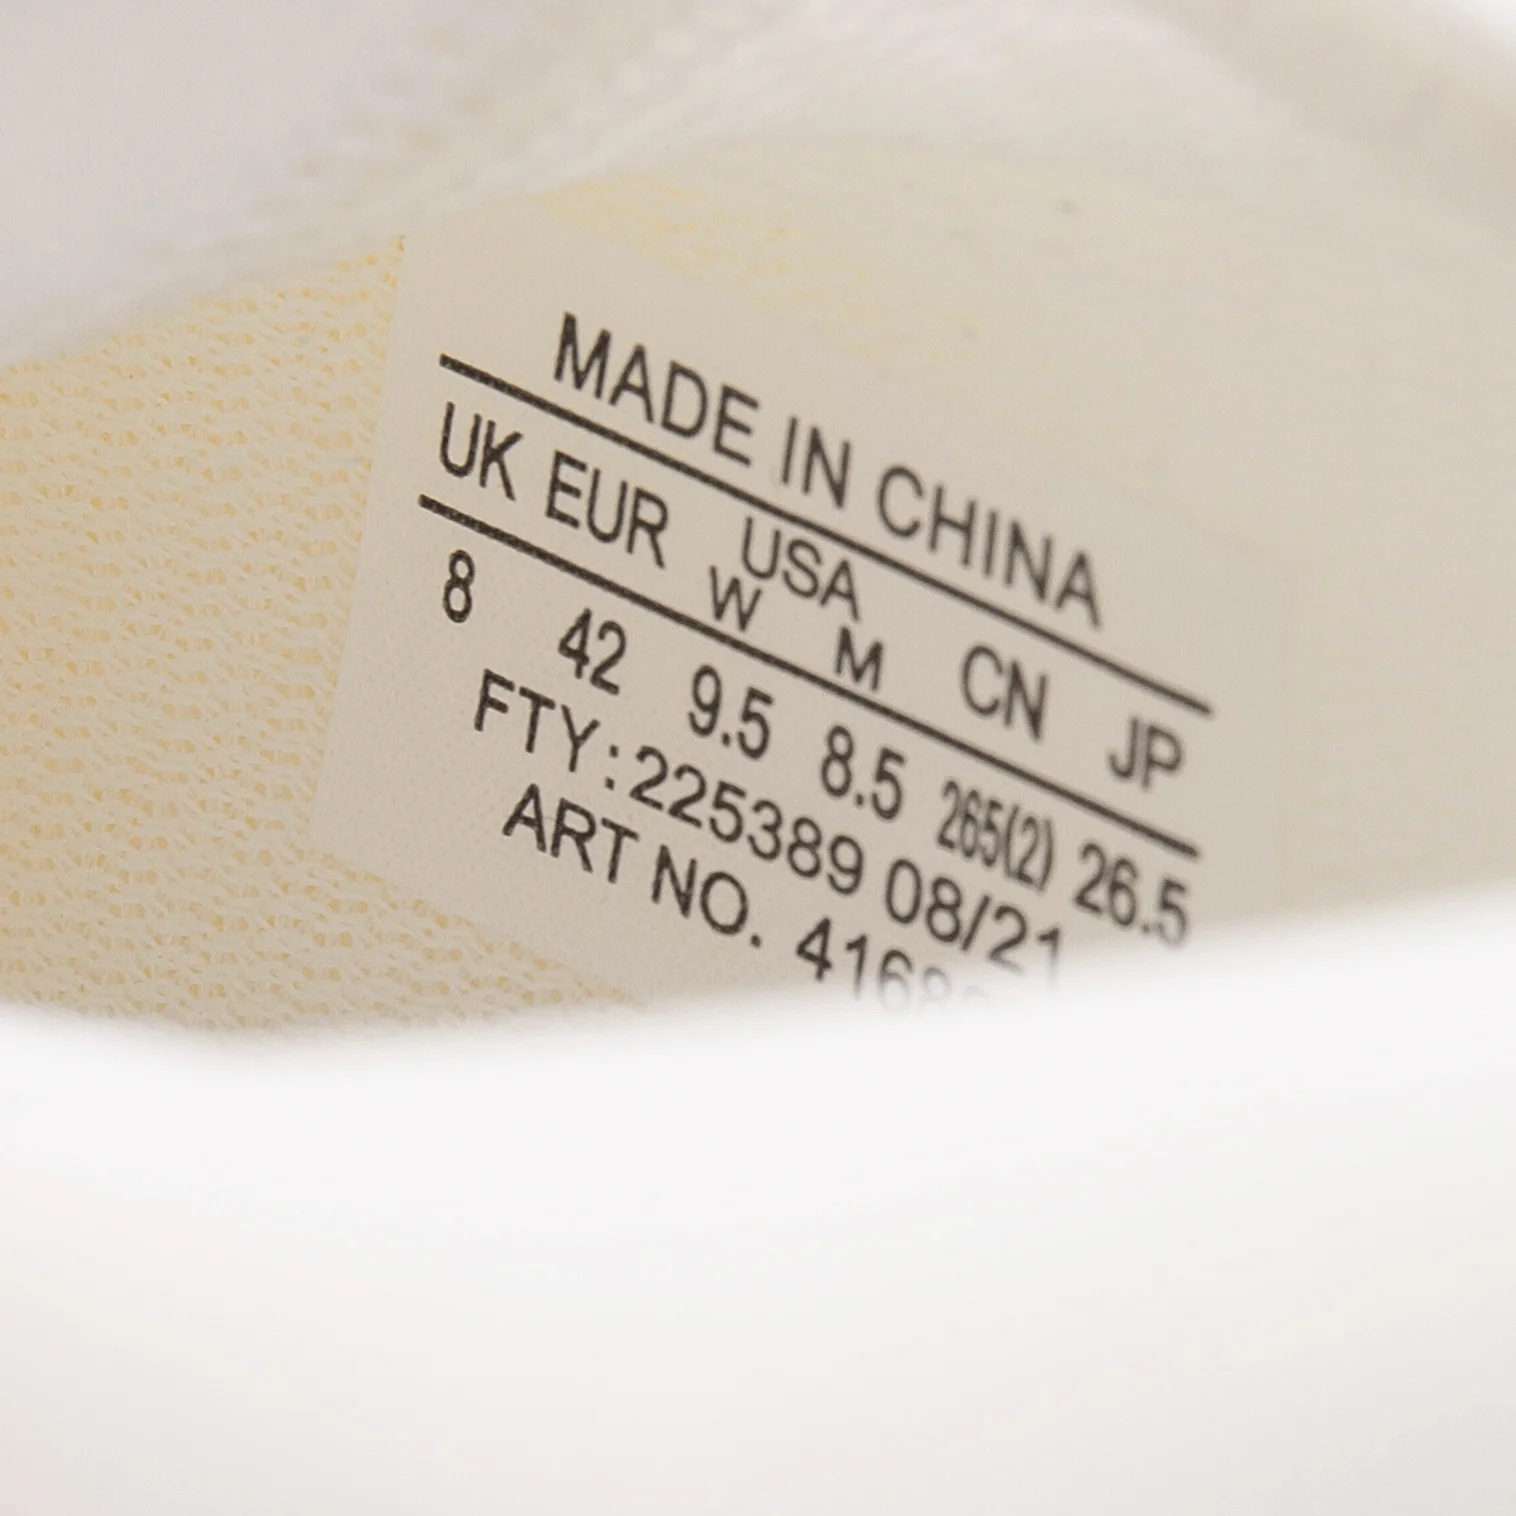 MADE IN CHINA
UK EUR USA CN JP
W M
8 42 9.5 8.5 265(2) 26.5
FTY:225389 08/21
ART NO.